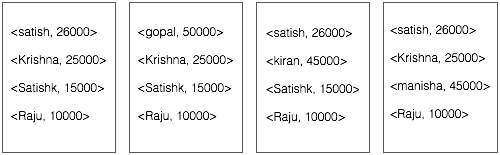 <satish, 26000>
<Krishna, 25000>
<Satishk, 15000>
<Raju, 10000>
<gopal, 50000>
<Krishna, 25000>
<Satishk, 15000>
<Raju, 10000>
<satish, 26000>
<kiran, 45000>
<Satishk, 15000>
<Raju, 10000>
<satish, 26000>
<Krishna, 25000>
<manisha, 45000>
<Raju, 10000>